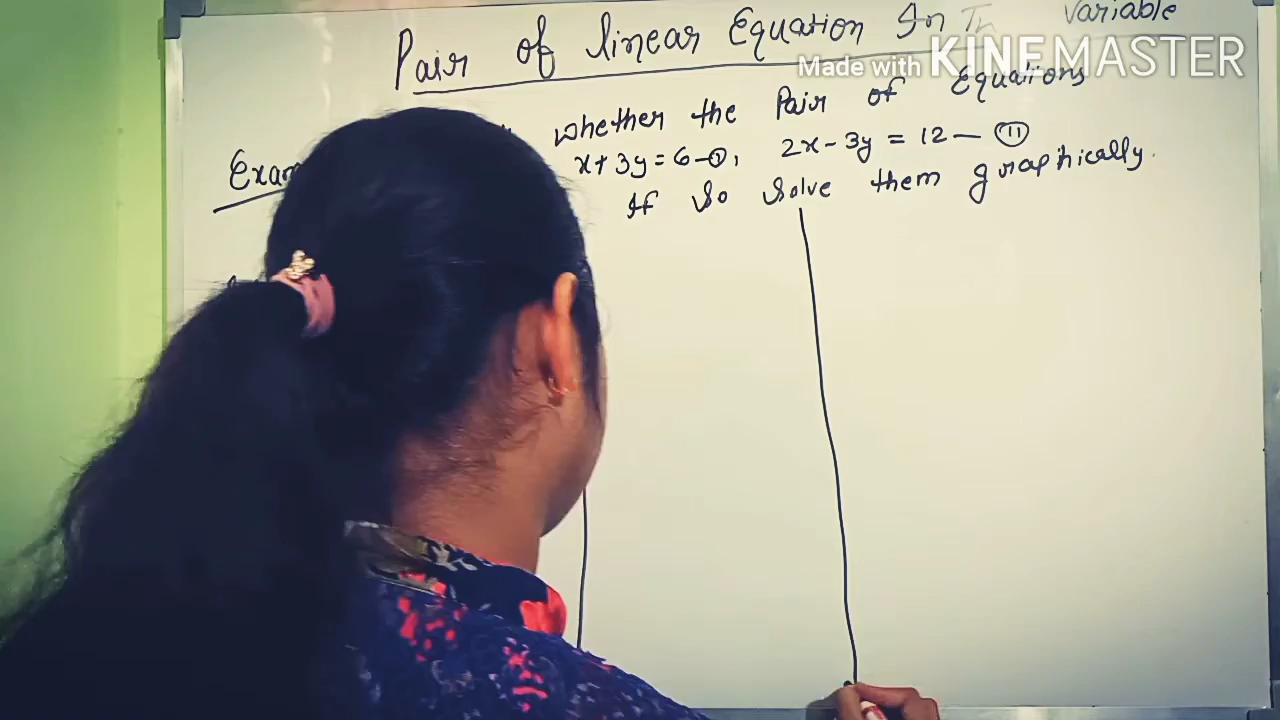 Pair of linear Equation In Variable
Made with KINEMASTER
whether the Pair of Equations
Exam
x+3y=6-①, 2x-3y=12-⑪
If so solve them graphically.